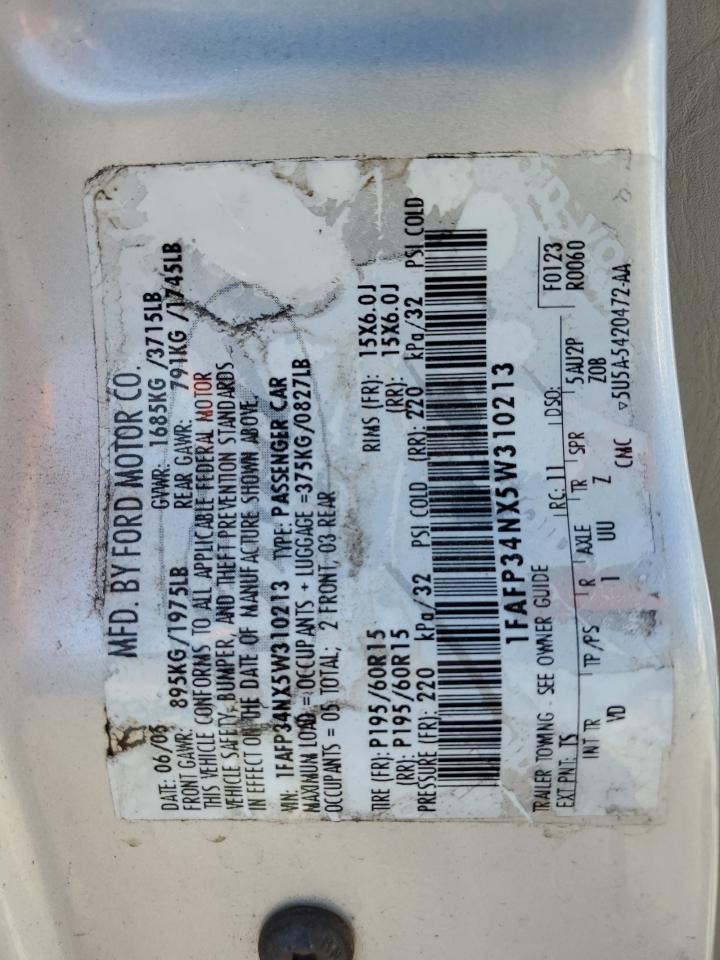 MFD. BY FORD MOTOR CO.
DATE: 06/05 GVWR: 1685KG /3715LB
FRONT GAWR: 895KG/1975LB REAR GAWR: 791KG /1745LB
THIS VEHICLE CONFORMS TO ALL APPLICABLE FEDERAL MOTOR
VEHICLE SAFETY, BUMPER, AND THEFT PREVENTION STANDARDS
IN EFFECT ON THE DATE OF MANUFACTURE SHOWN ABOVE
VIN: 1FAFP34NX5W310213 TYPE: PASSENGER CAR
MAXIMUM LOAD = OCCUPANTS + LUGGAGE =375KG/0827LB
OCCUPANTS = 05 TOTAL; 2 FRONT, 03 REAR
TIRE (FR): P195/60R15 RIMS (FR): 15X6.0J
(RR): P195/60R15 (RR): 15X6.0J
PRESSURE (FR): 220 kPa/32 PSI COLD (RR): 220 kPa/32 PSI COLD
1FAFP34NX5W310213
TRAILER TOWING - SEE OWNER GUIDE
EXT PNT: TS RC: 11 DSO: F0123
R0060
INT TR TP/PS R AXLE TR SPR 5AU2P
VD 1 UU Z Z0B
CMC ▿5U5A-5420472-AA